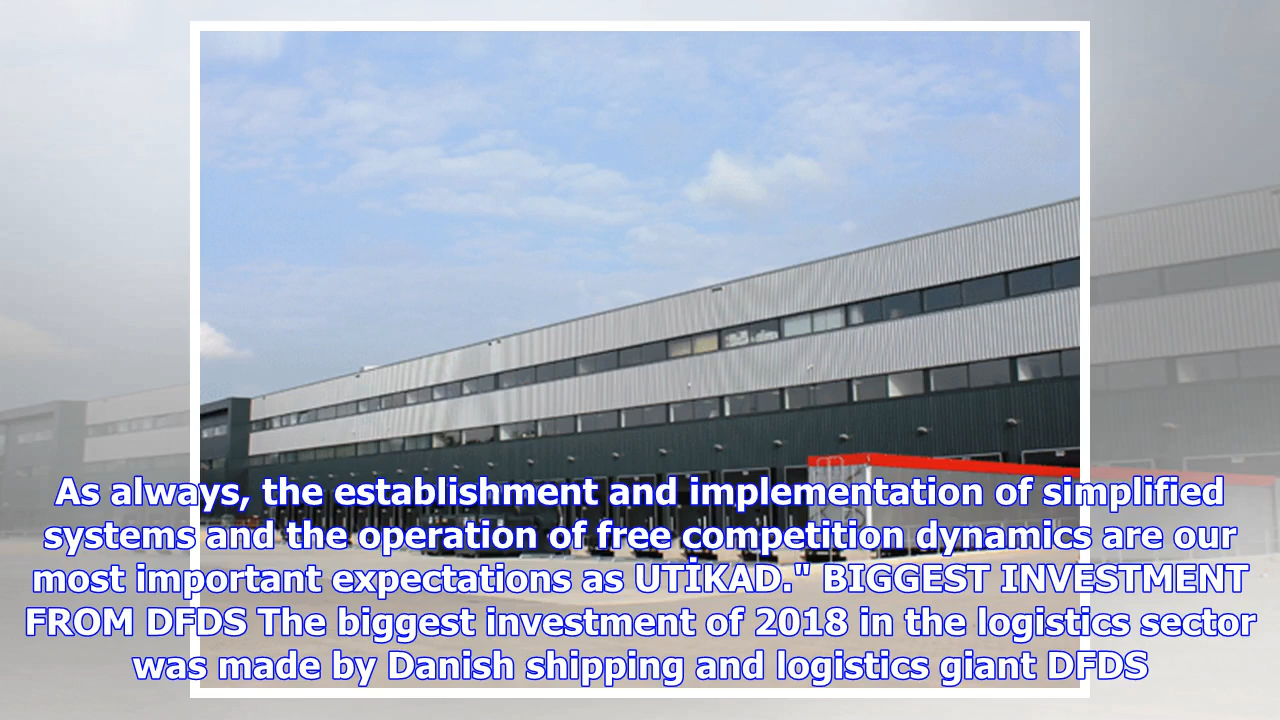 As always, the establishment and implementation of simplified
systems and the operation of free competition dynamics are our
most important expectations as UTİKAD." BIGGEST INVESTMENT
FROM DFDS The biggest investment of 2018 in the logistics sector
was made by Danish shipping and logistics giant DFDS